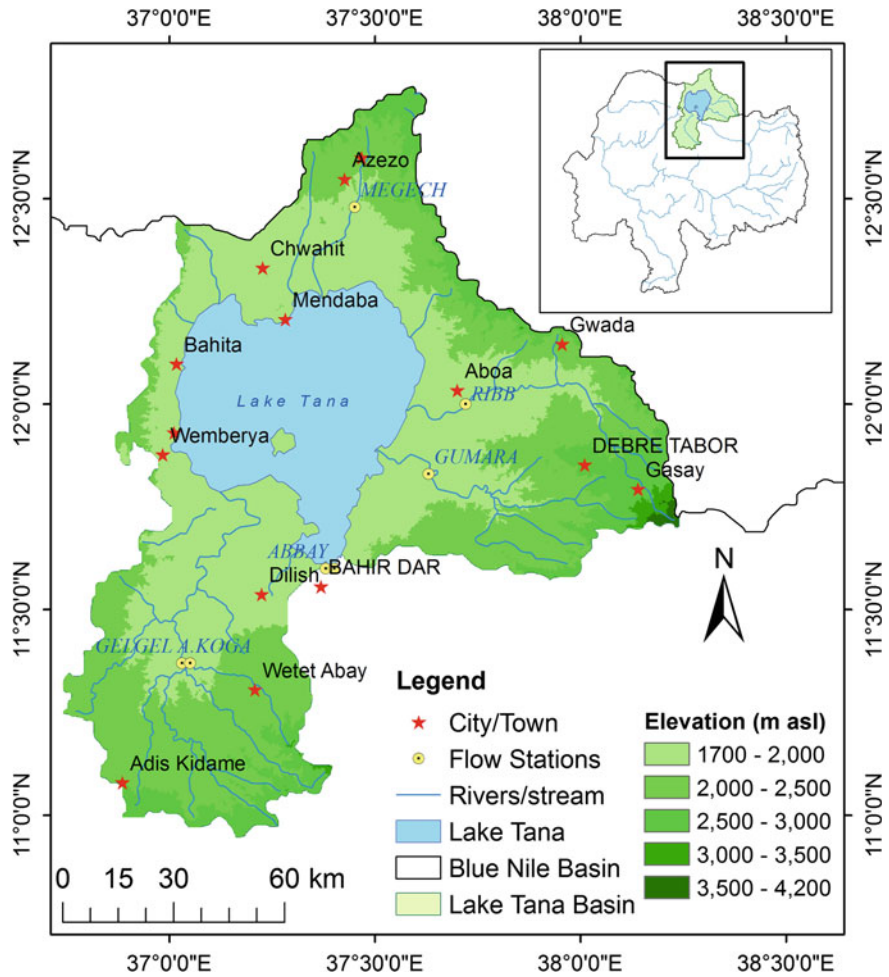 37°0'0"E 37°30'0"E 38°0'0"E 38°30'0"E
12°30'0"N
12°0'0"N
11°30'0"N
11°0'0"N
12°30'0"N
12°0'0"N
11°30'0"N
11°0'0"N
Azezo
MEGECH
Chwahit
Mendaba
Gwada
Bahita
Aboa
RIBB
Lake Tana
Wemberya
GUMARA
DEBRE TABOR
Gasay
ABBAY
Dilish
BAHIR DAR
GELGEL A.KOGA
Wetet Abay
Adis Kidame
N
Legend
City/Town
Flow Stations
Rivers/stream
Lake Tana
Blue Nile Basin
Lake Tana Basin
Elevation (m asl)
1700 - 2,000
2,000 - 2,500
2,500 - 3,000
3,000 - 3,500
3,500 - 4,200
0 15 30 60 km
37°0'0"E 37°30'0"E 38°0'0"E 38°30'0"E